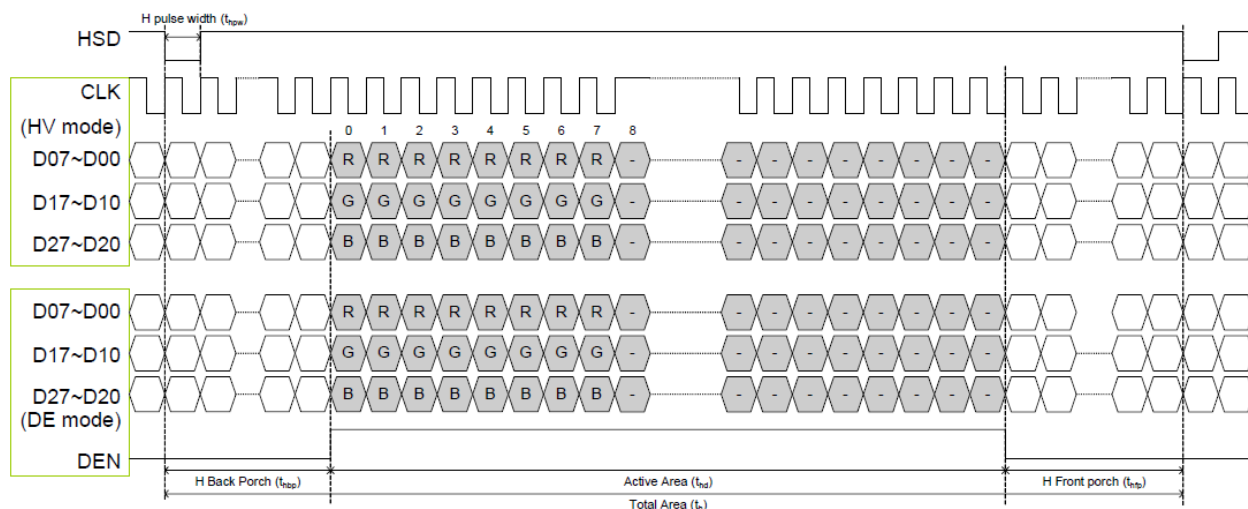 H pulse width (thpw)
HSD
CLK
(HV mode)
0 1 2 3 4 5 6 7 8
D07~D00 R R R R R R R R - - - - - - - - -
D17~D10 G G G G G G G G - - - - - - - - -
D27~D20 B B B B B B B B - - - - - - - - -
D07~D00 R R R R R R R R - - - - - - - - -
D17~D10 G G G G G G G G - - - - - - - - -
D27~D20 B B B B B B B B - - - - - - - - -
(DE mode)
DEN
H Back Porch (thbp) Active Area (thd) H Front porch (thfp)
Total Area (th)